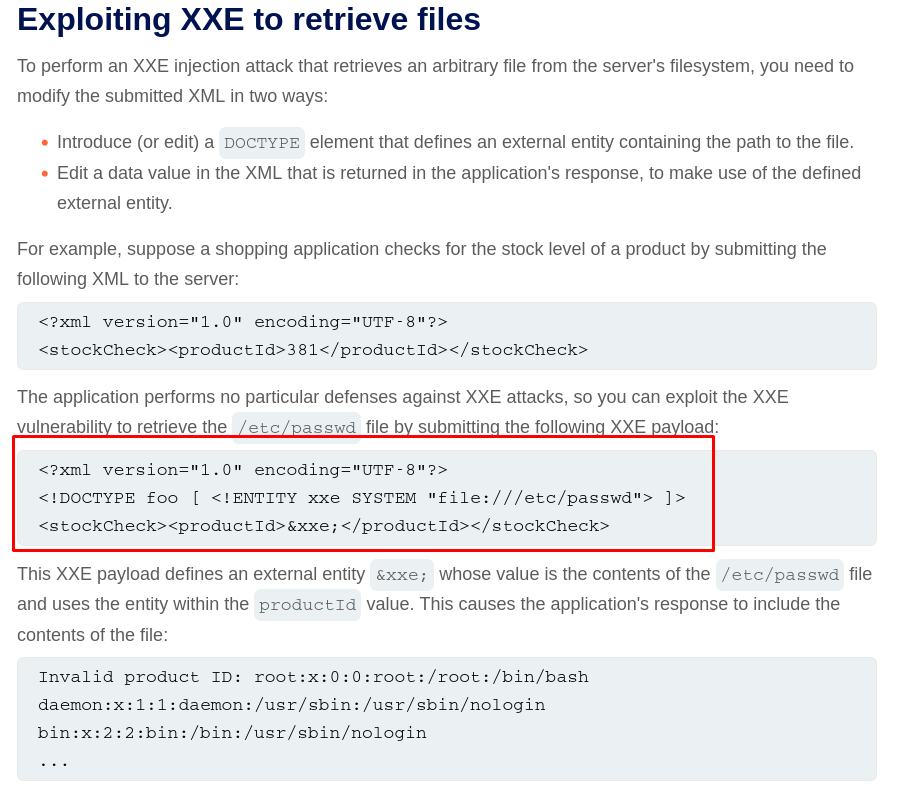 Exploiting XXE to retrieve files
To perform an XXE injection attack that retrieves an arbitrary file from the server's filesystem, you need to
modify the submitted XML in two ways:
• Introduce (or edit) a DOCTYPE element that defines an external entity containing the path to the file.
• Edit a data value in the XML that is returned in the application's response, to make use of the defined
external entity.
For example, suppose a shopping application checks for the stock level of a product by submitting the
following XML to the server:
<?xml version="1.0" encoding="UTF-8"?>
<stockCheck><productId>381</productId></stockCheck>
The application performs no particular defenses against XXE attacks, so you can exploit the XXE
vulnerability to retrieve the /etc/passwd file by submitting the following XXE payload:
<?xml version="1.0" encoding="UTF-8"?>
<!DOCTYPE foo [ <!ENTITY xxe SYSTEM "file:///etc/passwd"> ]>
<stockCheck><productId>&xxe;</productId></stockCheck>
This XXE payload defines an external entity &xxe; whose value is the contents of the /etc/passwd file
and uses the entity within the productId value. This causes the application's response to include the
contents of the file:
Invalid product ID: root:x:0:0:root:/root:/bin/bash
daemon:x:1:1:daemon:/usr/sbin:/usr/sbin/nologin
bin:x:2:2:bin:/bin:/usr/sbin/nologin
...